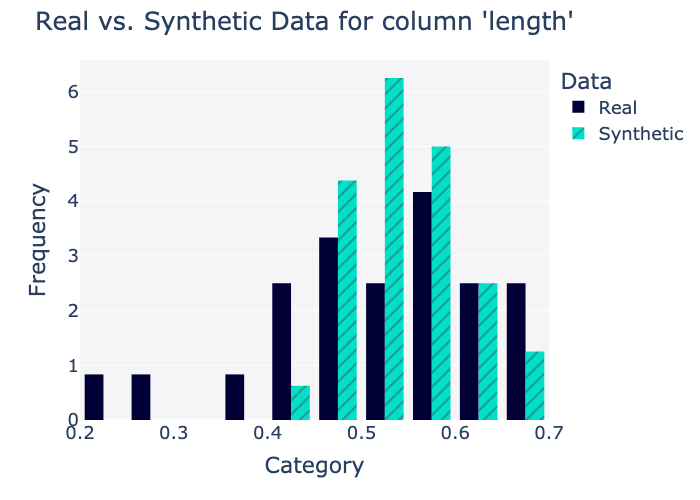 Real vs. Synthetic Data for column 'length'
Data
Real
Synthetic
Frequency
6
5
4
3
2
1
0
0.2
0.3
0.4
0.5
0.6
0.7
Category